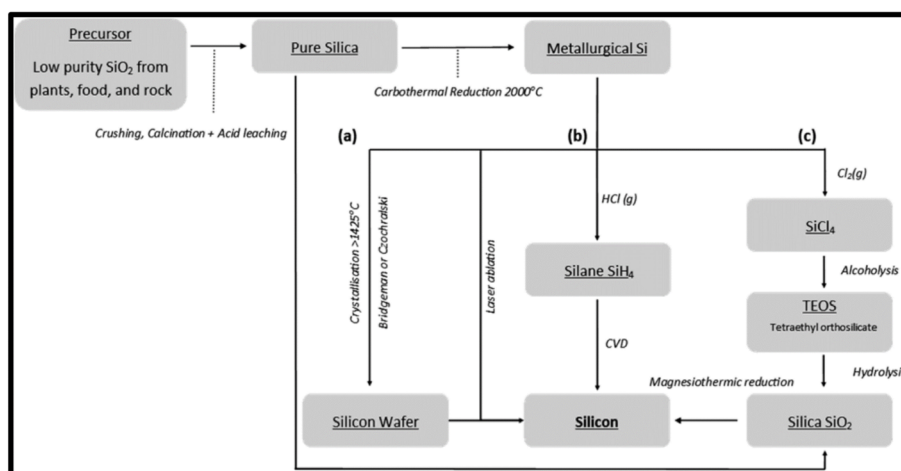 Precursor
Low purity SiO₂ from
plants, food, and rock
Pure Silica
Metallurgical Si
Carbothermal Reduction 2000°C
Crushing, Calcination + Acid leaching
(a)
(b)
(c)
Crystallisation >1425°C
Bridgeman or Czochralski
Laser ablation
HCl (g)
Cl₂(g)
SiCl₄
Silane SiH₄
Alcoholysis
TEOS
Tetraethyl orthosilicate
CVD
Magnesiothermic reduction
Hydrolysi
Silicon Wafer
Silicon
Silica SiO₂